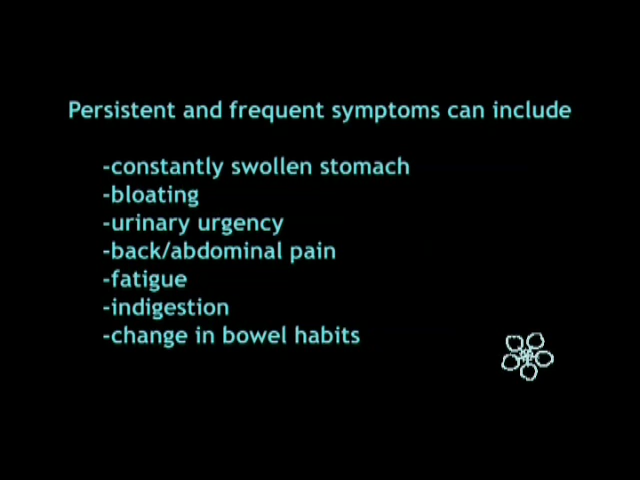 Persistent and frequent symptoms can include
-constantly swollen stomach
-bloating
-urinary urgency
-back/abdominal pain
-fatigue
-indigestion
-change in bowel habits